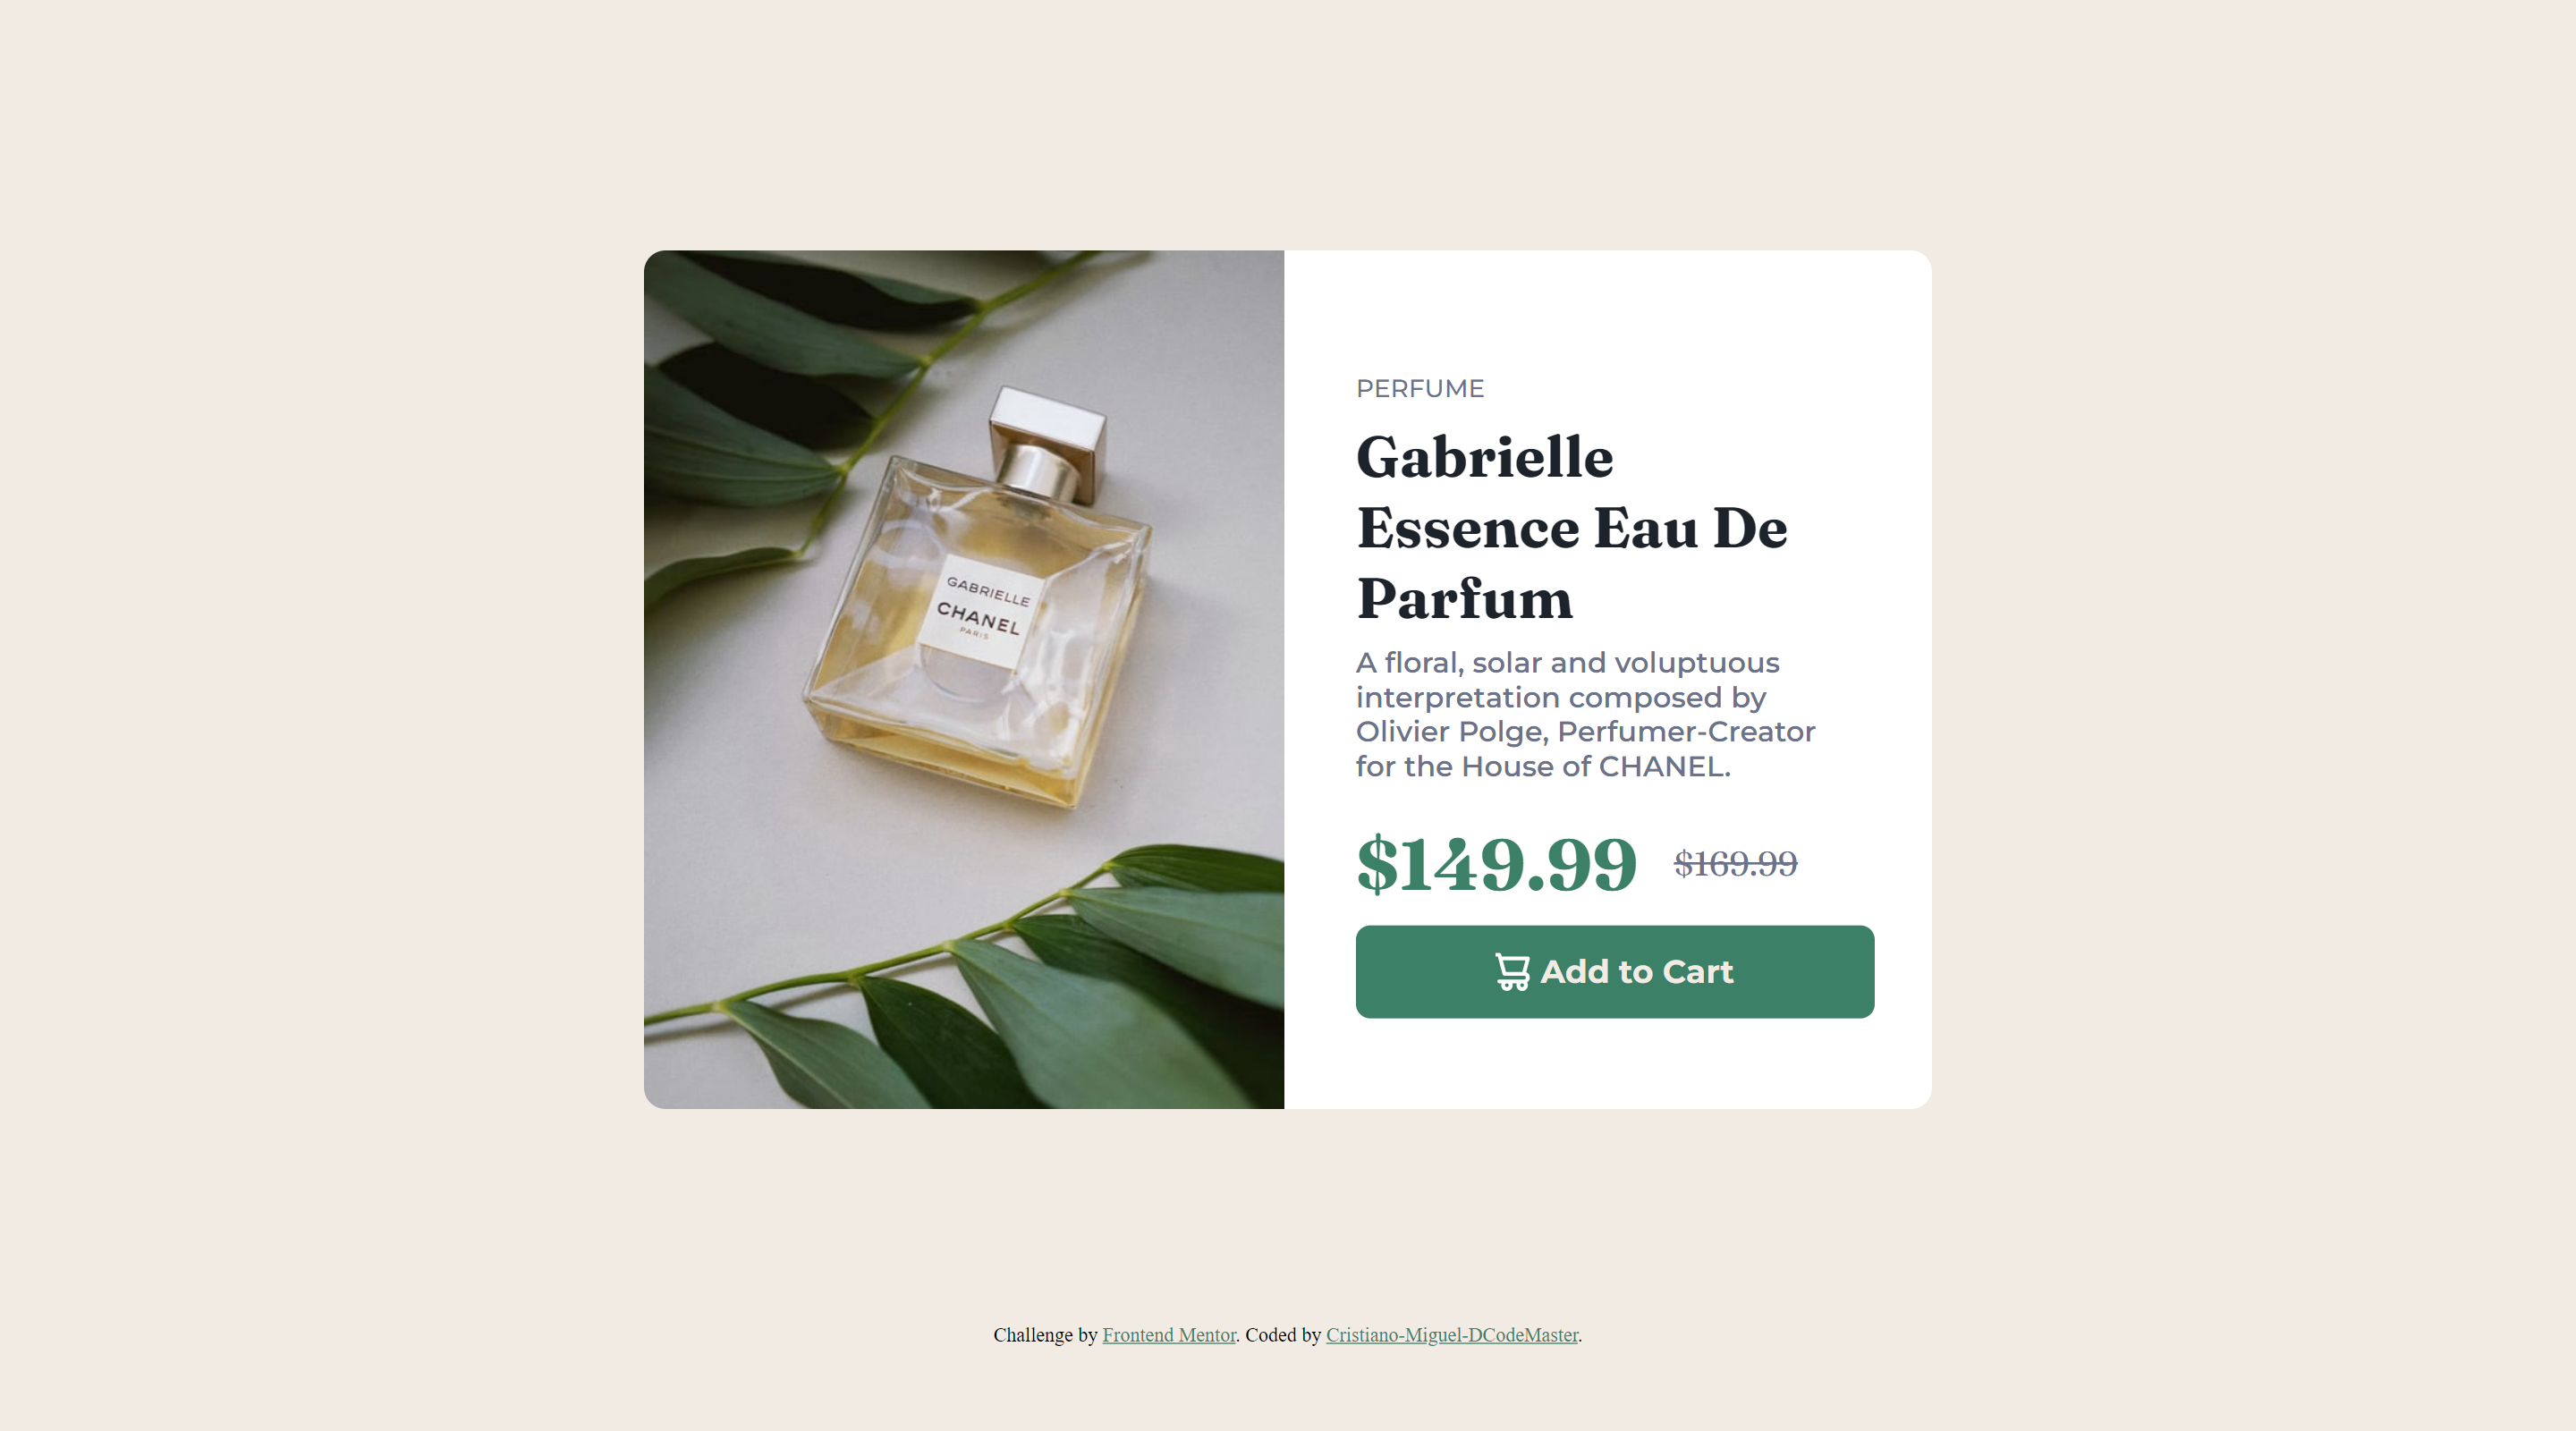 GABRIELLE
CHANEL
PARIS
PERFUME
Gabrielle
Essence Eau De
Parfum
A floral, solar and voluptuous
interpretation composed by
Olivier Polge, Perfumer-Creator
for the House of CHANEL.
$149.99 $169.99
Add to Cart
Challenge by Frontend Mentor. Coded by Cristiano-Miguel-DCodeMaster.